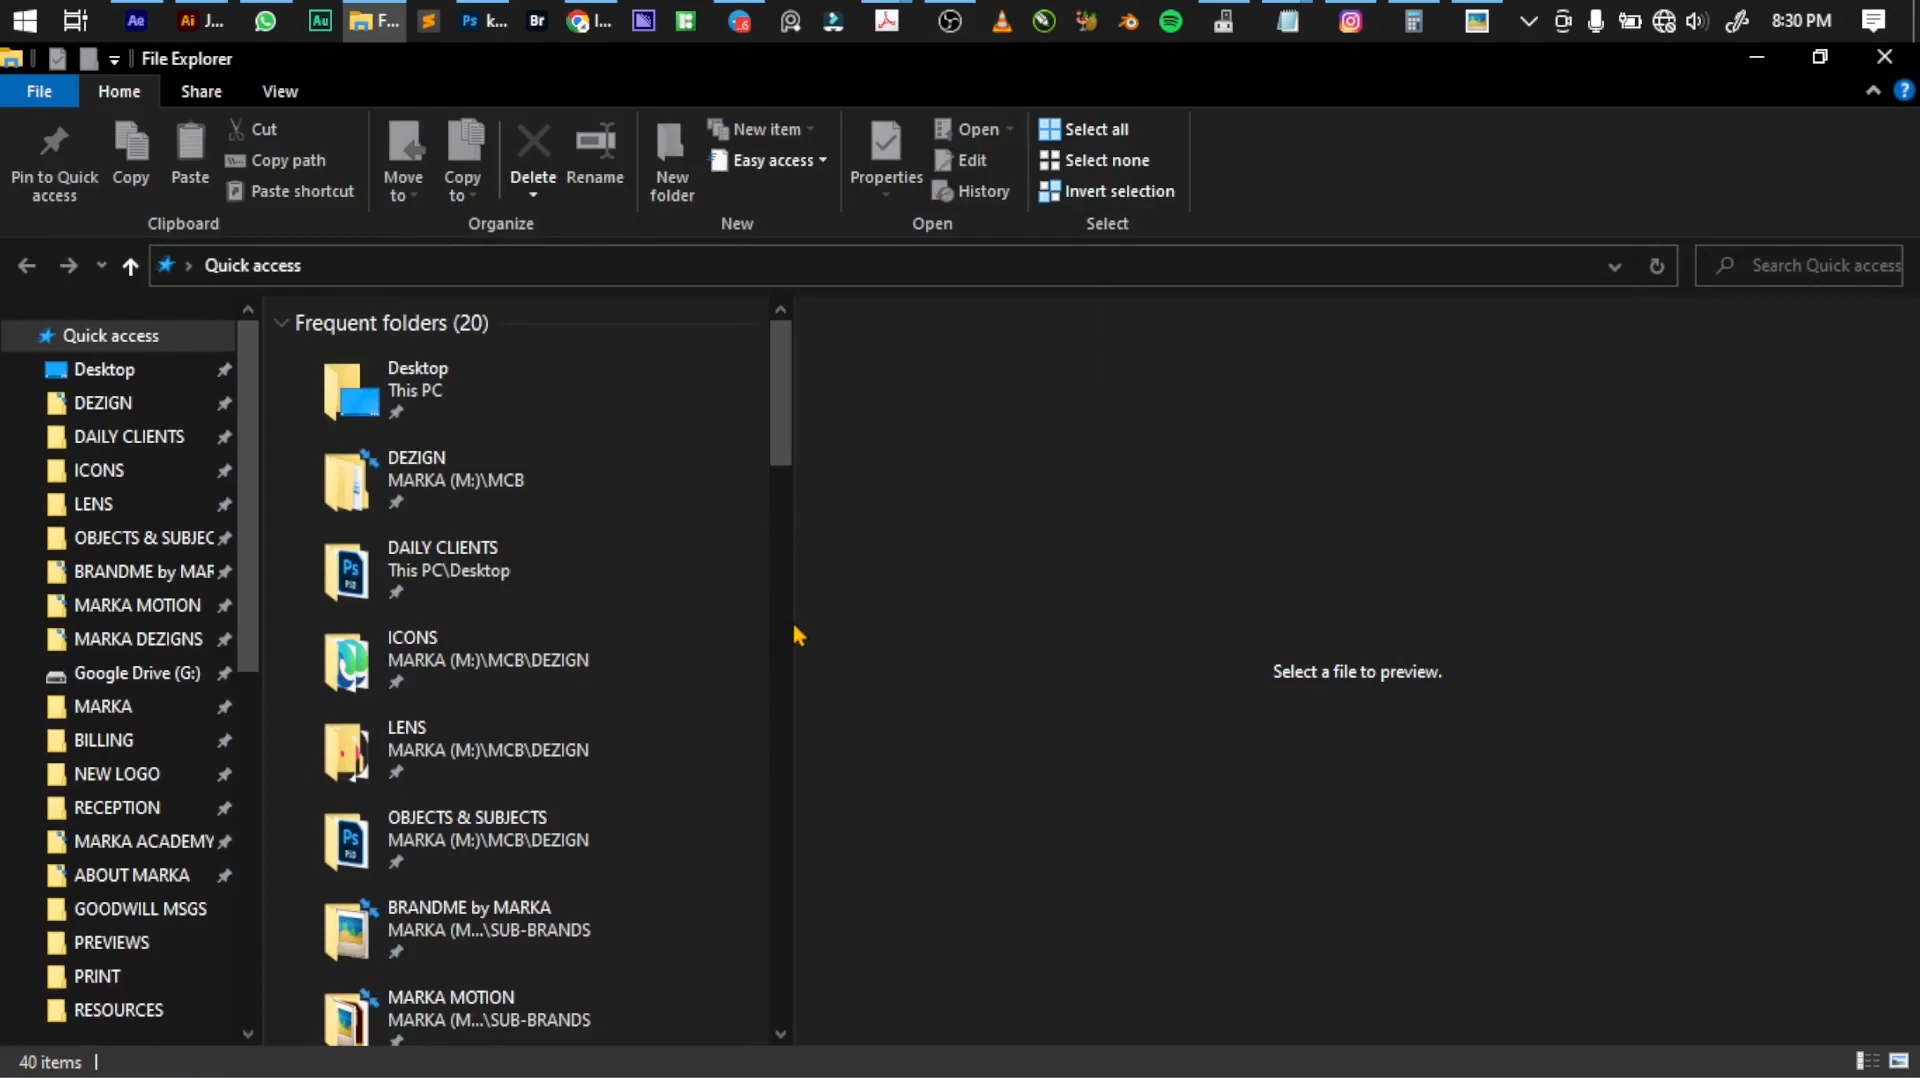 Ae
Ai J...
Au
F...
Ps k...
Br
I...
8:30 PM
File Explorer
File
Home
Share
View
Pin to Quick access
Copy
Paste
Cut
Copy path
Paste shortcut
Clipboard
Move to
Copy to
Delete
Rename
Organize
New folder
New item
Easy access
New
Properties
Open
Edit
History
Open
Select all
Select none
Invert selection
Select
Quick access
Search Quick access
Quick access
Desktop
DEZIGN
DAILY CLIENTS
ICONS
LENS
OBJECTS & SUBJEC
BRANDME by MAR
MARKA MOTION
MARKA DEZIGNS
Google Drive (G:)
MARKA
BILLING
NEW LOGO
RECEPTION
MARKA ACADEMY
ABOUT MARKA
GOODWILL MSGS
PREVIEWS
PRINT
RESOURCES
Frequent folders (20)
Desktop
This PC
DEZIGN
MARKA (M:)\MCB
DAILY CLIENTS
This PC\Desktop
ICONS
MARKA (M:)\MCB\DEZIGN
LENS
MARKA (M:)\MCB\DEZIGN
OBJECTS & SUBJECTS
MARKA (M:)\MCB\DEZIGN
BRANDME by MARKA
MARKA (M...\SUB-BRANDS
MARKA MOTION
MARKA (M...\SUB-BRANDS
Select a file to preview.
40 items